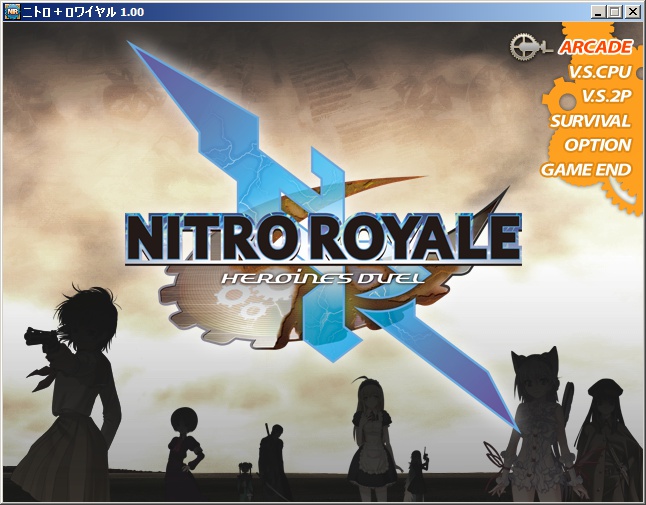 ニトロ+ロワイヤル 1.00
ARCADE
V.S.CPU
V.S.2P
SURVIVAL
OPTION
GAME END
NITRO ROYALE
HEROINES DUEL